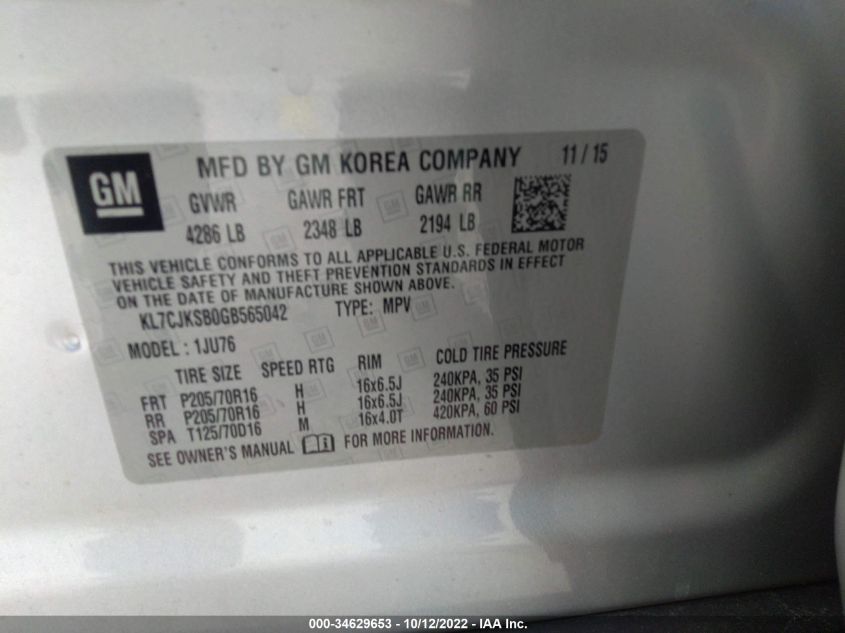 GM
MFD BY GM KOREA COMPANY 11/15
GVWR GAWR FRT GAWR RR
4286 LB 2348 LB 2194 LB
THIS VEHICLE CONFORMS TO ALL APPLICABLE U.S. FEDERAL MOTOR
VEHICLE SAFETY AND THEFT PREVENTION STANDARDS IN EFFECT
ON THE DATE OF MANUFACTURE SHOWN ABOVE.
KL7CJKSB0GB565042 TYPE: MPV
MODEL : 1JU76
TIRE SIZE SPEED RTG RIM COLD TIRE PRESSURE
FRT P205/70R16 H 16x6.5J 240KPA, 35 PSI
RR P205/70R16 H 16x6.5J 240KPA, 35 PSI
SPA T125/70D16 M 16x4.0T 420KPA, 60 PSI
SEE OWNER'S MANUAL FOR MORE INFORMATION.
000-34629653 - 10/12/2022 - IAA Inc.